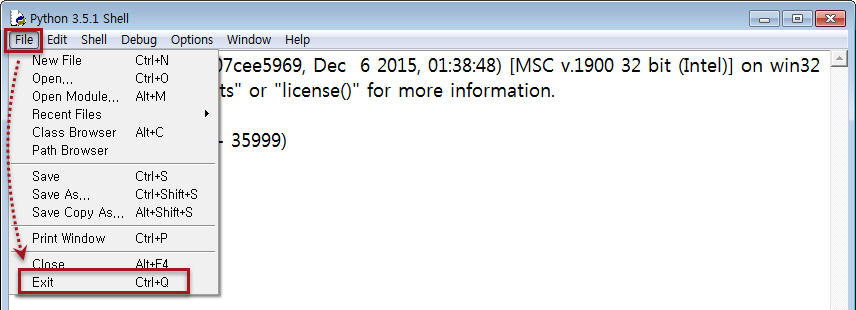 Python 3.5.1 Shell
File Edit Shell Debug Options Window Help
New File Ctrl+N
Open... Ctrl+O
Open Module... Alt+M
Recent Files
Class Browser Alt+C
Path Browser
Save Ctrl+S
Save As... Ctrl+Shift+S
Save Copy As... Alt+Shift+S
Print Window Ctrl+P
Close Alt+F4
Exit Ctrl+Q
07cee5969, Dec 6 2015, 01:38:48) [MSC v.1900 32 bit (Intel)] on win32
ts" or "license()" for more information.
- 35999)